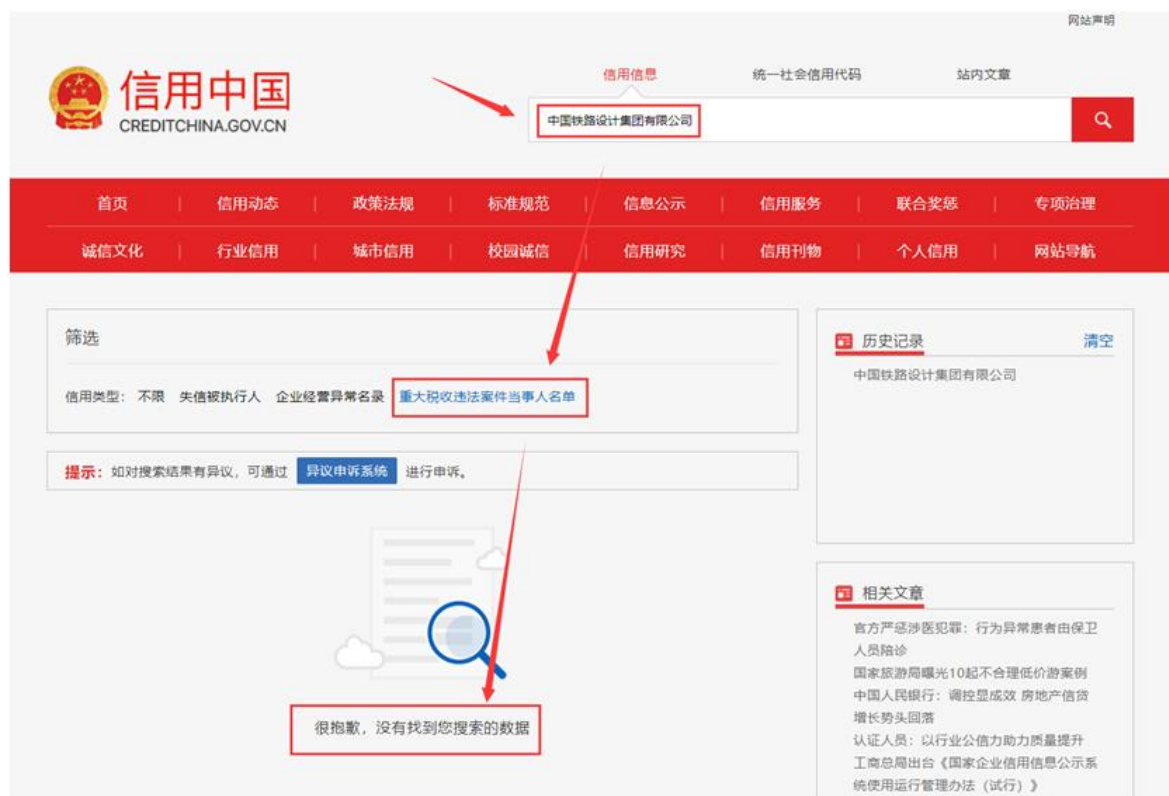 网站声明
信用中国
CREDITCHINA.GOV.CN
信用信息 统一社会信用代码 站内文章
中国铁路设计集团有限公司
首页 | 信用动态 | 政策法规 | 标准规范 | 信息公示 | 信用服务 | 联合奖惩 | 专项治理
诚信文化 | 行业信用 | 城市信用 | 校园诚信 | 信用研究 | 信用刊物 | 个人信用 | 网站导航
筛选
信用类型： 不限 失信被执行人 企业经营异常名录 重大税收违法案件当事人名单
提示：如对搜索结果有异议，可通过 异议申诉系统 进行申诉。
很抱歉，没有找到您搜索的数据
历史记录 清空
中国铁路设计集团有限公司
相关文章
官方严惩涉医犯罪：行为异常患者由保卫
人员陪诊
国家旅游局曝光10起不合理低价游案例
中国人民银行：调控显成效 房地产信贷
增长势头回落
认证人员：以行业公信力助力质量提升
工商总局出台《国家企业信用信息公示系
统使用运行管理办法（试行）》